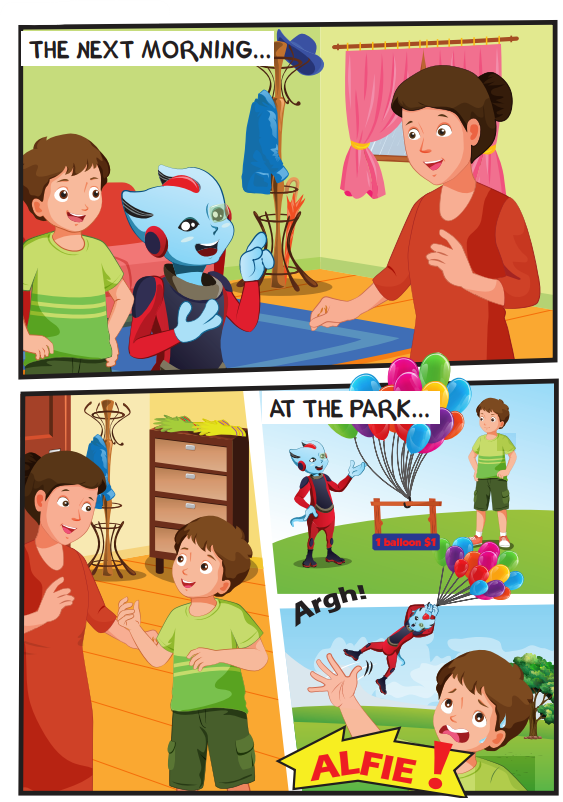 THE NEXT MORNING...
AT THE PARK...
1 balloon $1
Argh!
ALFIE!